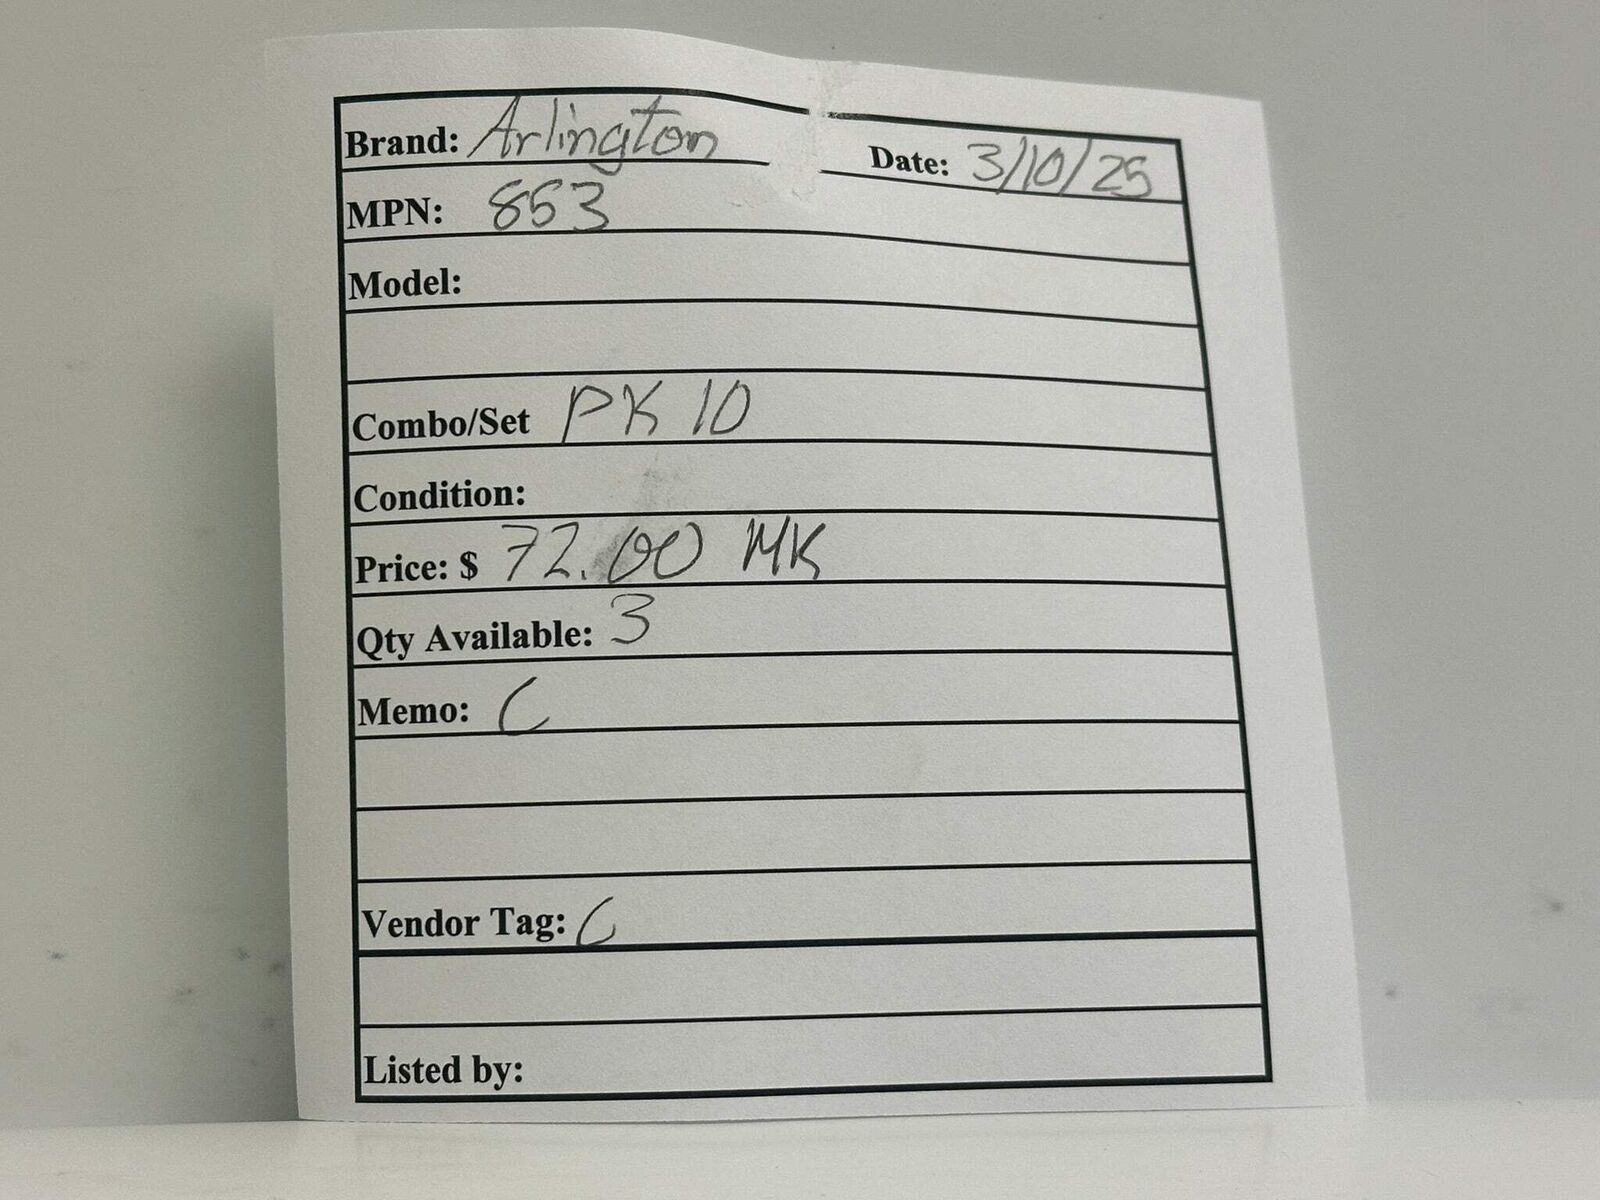 Brand: Arlington Date: 3/10/25
MPN: 853
Model:
Combo/Set PK 10
Condition:
Price: $ 72.00 MK
Qty Available: 3
Memo: C
Vendor Tag: C
Listed by: